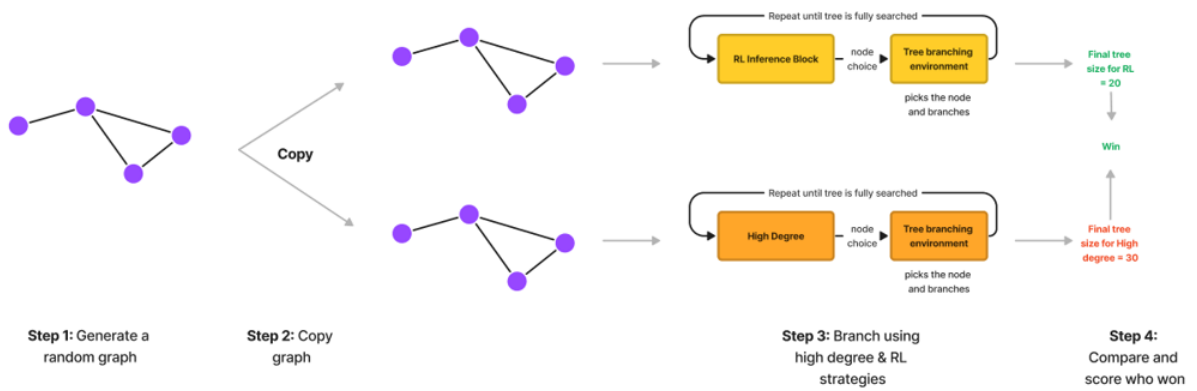 Repeat until tree is fully searched
RL Inference Block
node
choice
Tree branching
environment
picks the node
and branches
Final tree
size for RL
= 20
Copy
Win
Repeat until tree is fully searched
High Degree
node
choice
Tree branching
environment
picks the node
and branches
Final tree
size for High
degree = 30
Step 1: Generate a
random graph
Step 2: Copy
graph
Step 3: Branch using
high degree & RL
strategies
Step 4:
Compare and
score who won